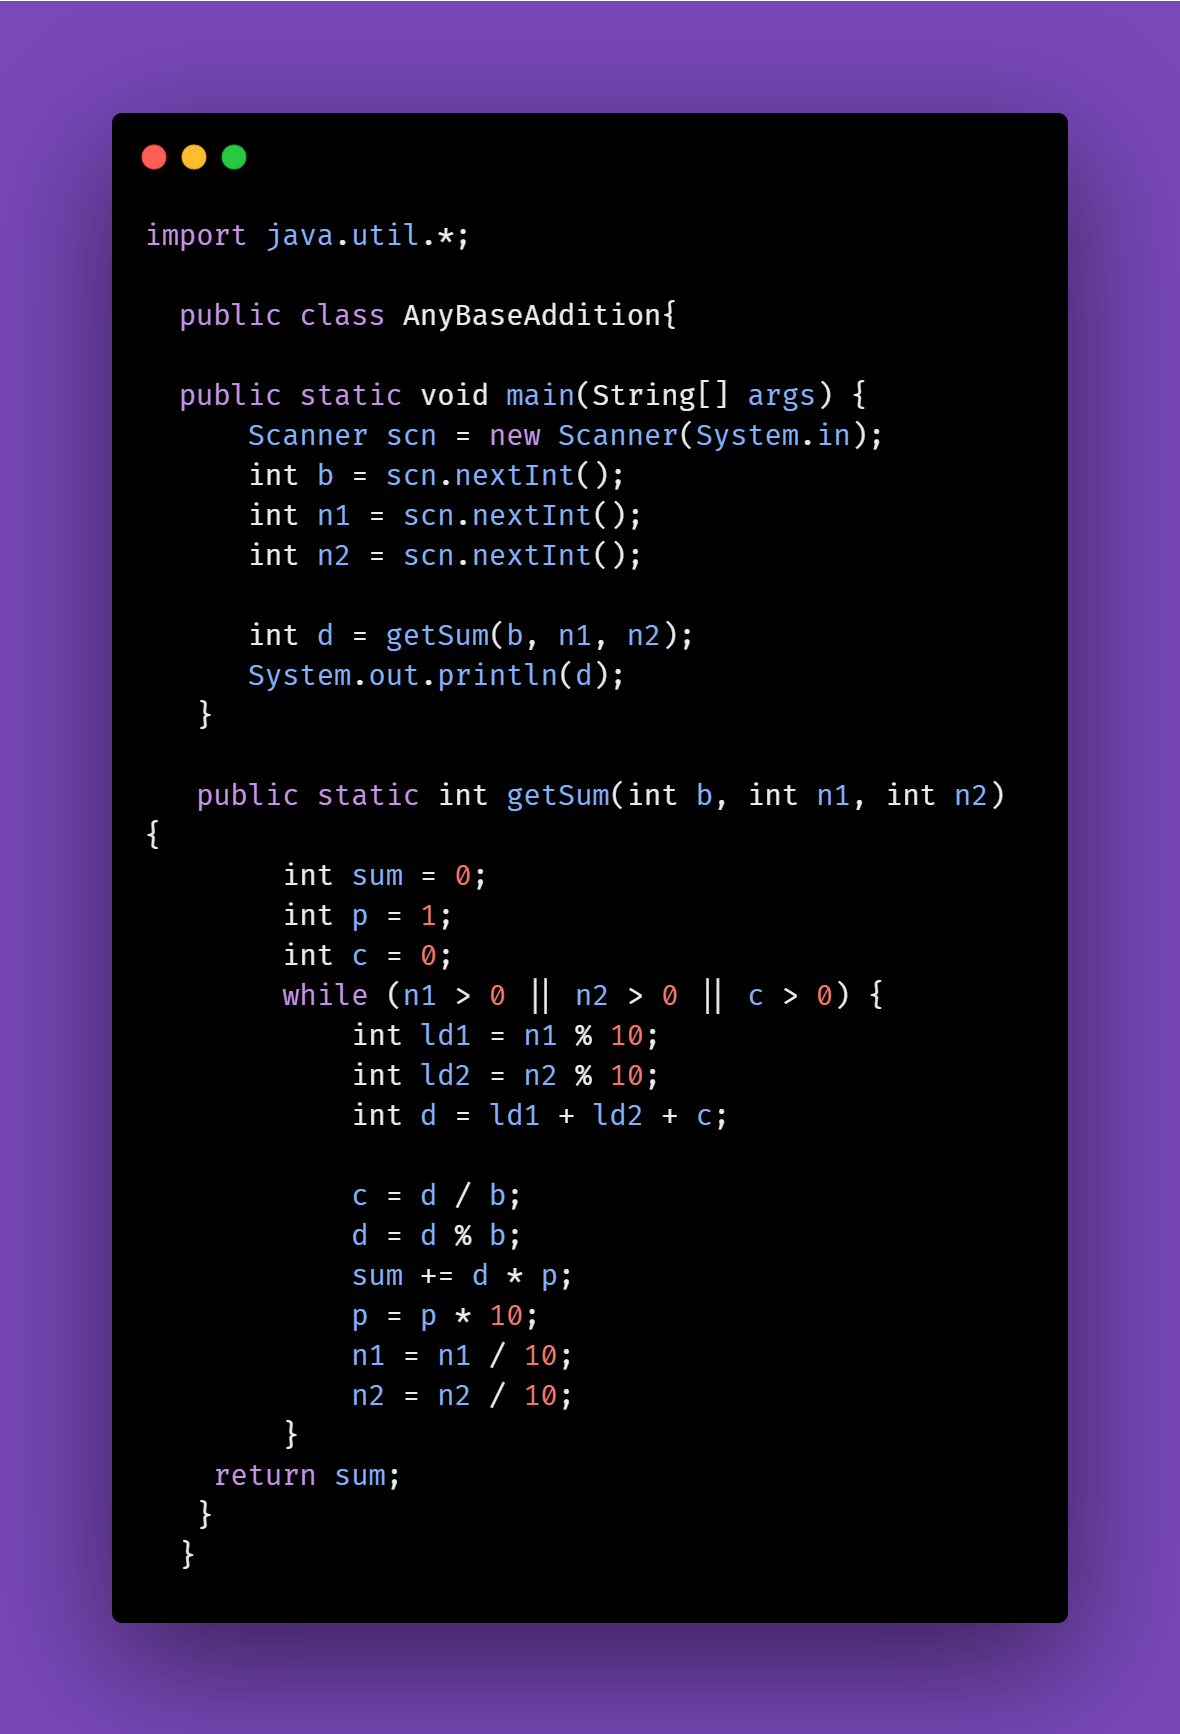 import java.util.*;

  public class AnyBaseAddition{

  public static void main(String[] args) {
      Scanner scn = new Scanner(System.in);
      int b = scn.nextInt();
      int n1 = scn.nextInt();
      int n2 = scn.nextInt();

      int d = getSum(b, n1, n2);
      System.out.println(d);
   }

   public static int getSum(int b, int n1, int n2)
{
        int sum = 0;
        int p = 1;
        int c = 0;
        while (n1 > 0 || n2 > 0 || c > 0) {
            int ld1 = n1 % 10;
            int ld2 = n2 % 10;
            int d = ld1 + ld2 + c;

            c = d / b;
            d = d % b;
            sum += d * p;
            p = p * 10;
            n1 = n1 / 10;
            n2 = n2 / 10;
        }
    return sum;
   }
  }